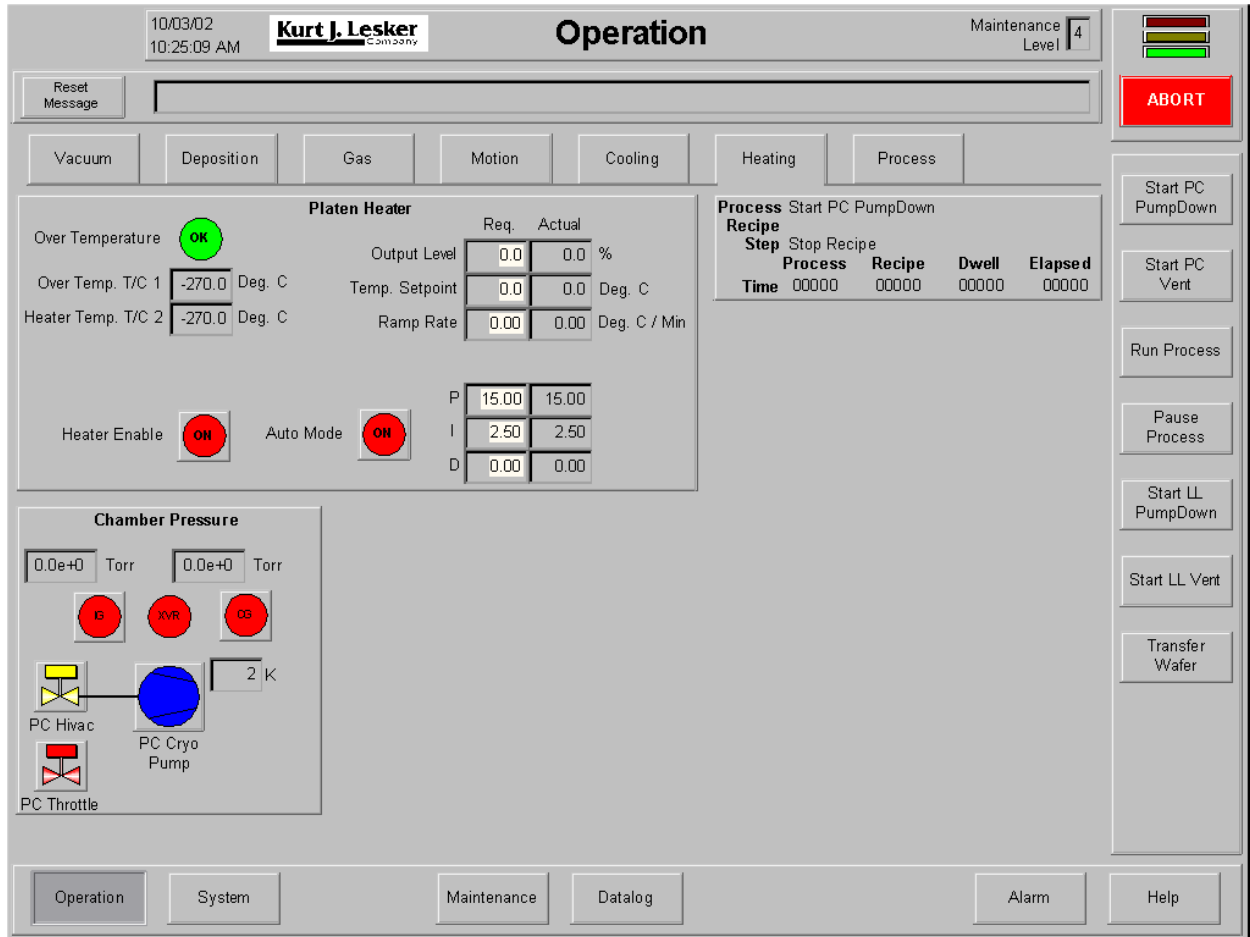 10/03/02
10:25:09 AM
Kurt J. Lesker
Company
Operation
Maintenance
Level
4
Reset
Message
ABORT
Vacuum Deposition Gas Motion Cooling Heating Process
Platen Heater
Req. Actual
Over Temperature OK
Output Level 0.0 0.0 %
Over Temp. T/C 1 -270.0 Deg. C
Temp. Setpoint 0.0 0.0 Deg. C
Heater Temp. T/C 2 -270.0 Deg. C
Ramp Rate 0.00 0.00 Deg. C / Min
P 15.00 15.00
Heater Enable ON Auto Mode ON
I 2.50 2.50
D 0.00 0.00
Process Start PC PumpDown
Recipe
Step Stop Recipe
Process Recipe Dwell Elapsed
Time 00000 00000 00000 00000
Chamber Pressure
0.0e+0 Torr 0.0e+0 Torr
IG XVR CG
2 K
PC Hivac
PC Cryo
Pump
PC Throttle
Start PC
PumpDown
Start PC
Vent
Run Process
Pause
Process
Start LL
PumpDown
Start LL Vent
Transfer
Wafer
Operation System Maintenance Datalog Alarm Help